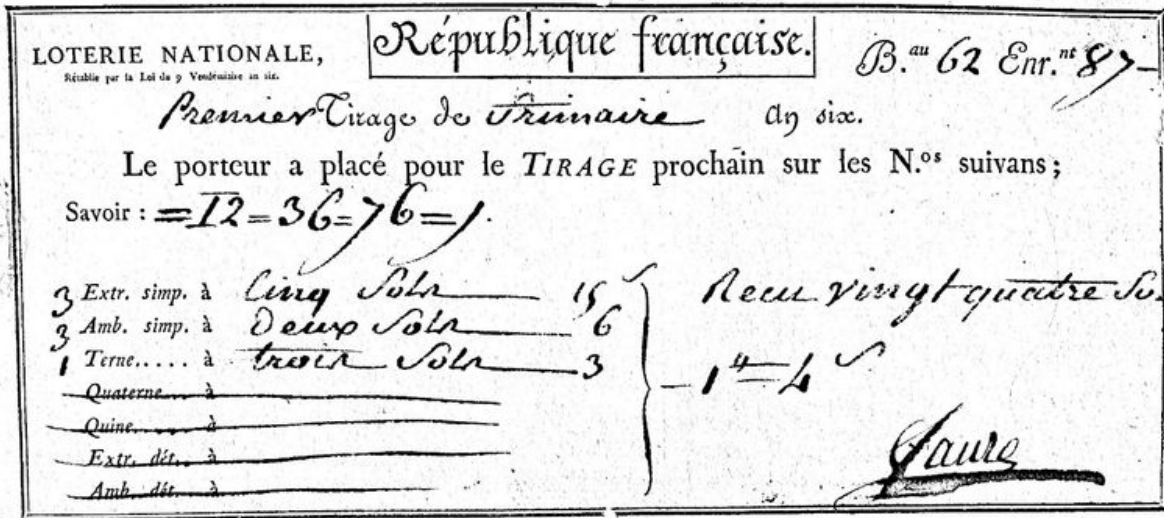 LOTERIE NATIONALE,
Rétablie par la Loi du 9 Vendémiaire an six.
République française.
B.au 62 Enr.nt 87
Premier Tirage de Frimaire An six.
Le porteur a placé pour le TIRAGE prochain sur les N.os suivans;
Savoir : = 12 = 36 = 76 =
3 Extr. simp. à Cinq Sols 15
3 Amb. simp. à Deux Sols 6
1 Terne..... à trois Sols 3
Quaterne... à
Quine..... à
Extr. dét.. à
Amb. dét... à
Recu vingt quatre So
1 tt = 4 s
Faure